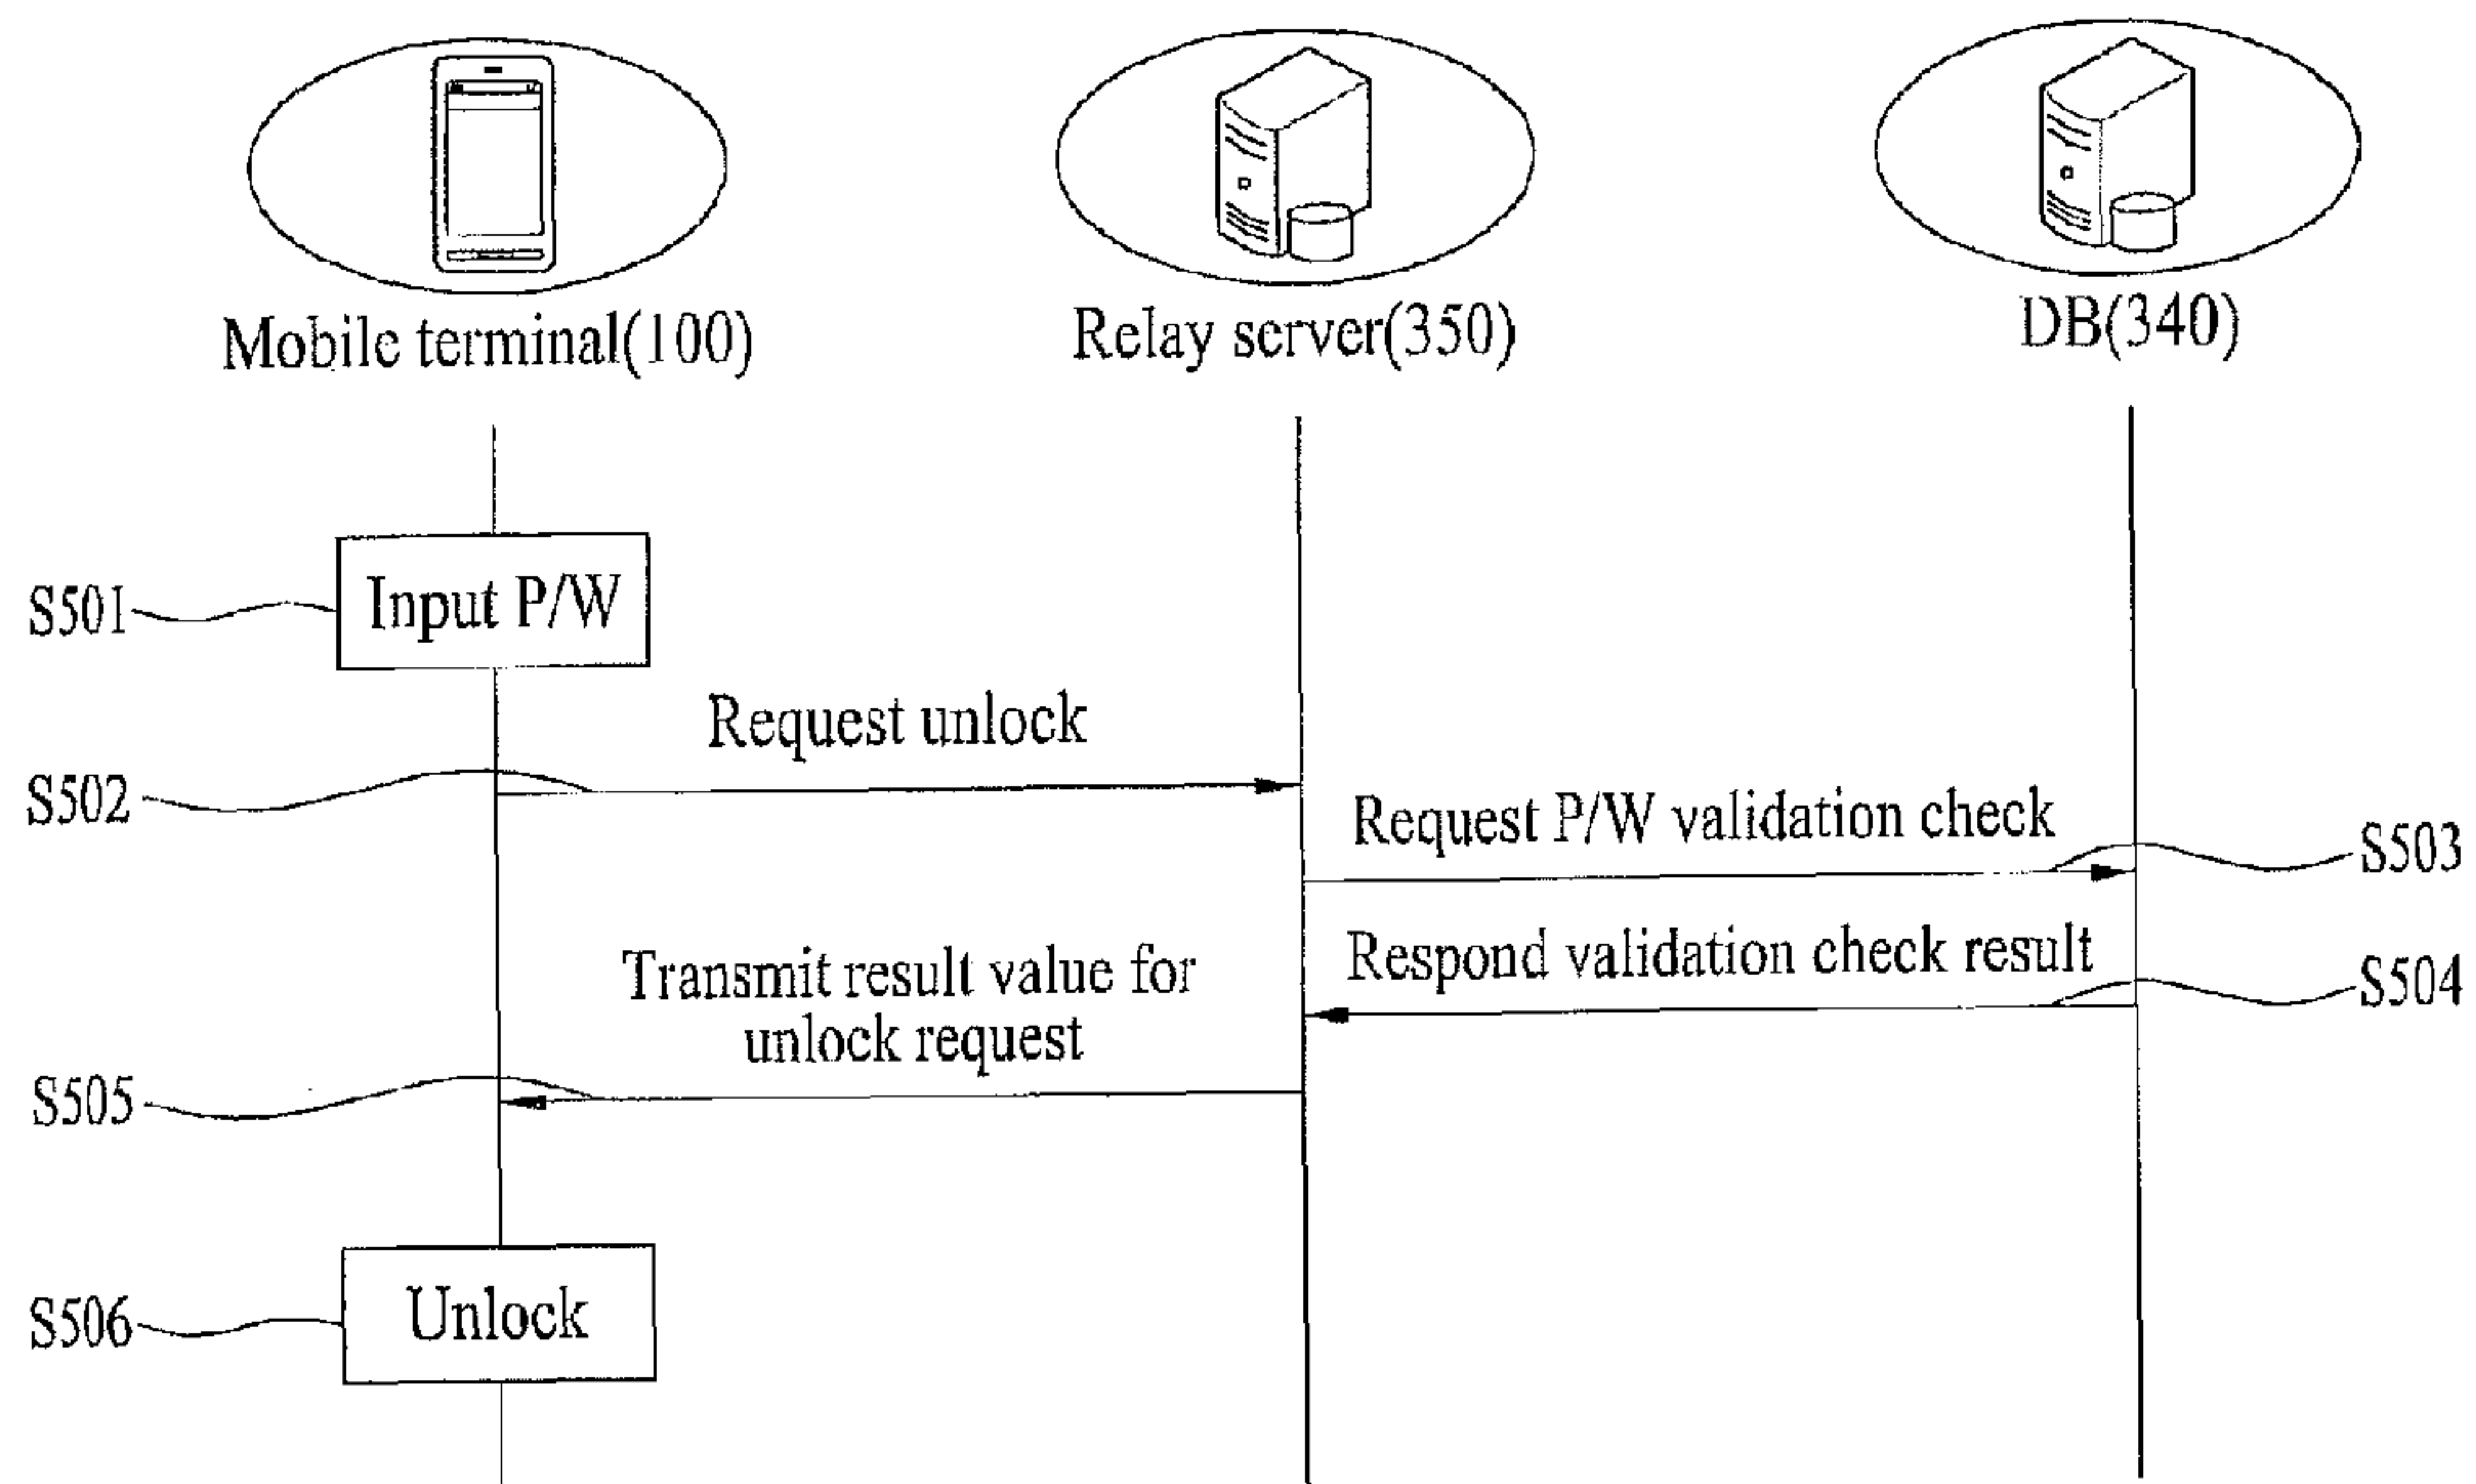 Mobile terminal(100)
Relay server(350)
DB(340)
S501
Input P/W
Request unlock
S502
Request P/W validation check
S503
Respond validation check result
S504
Transmit result value for
unlock request
S505
S506
Unlock